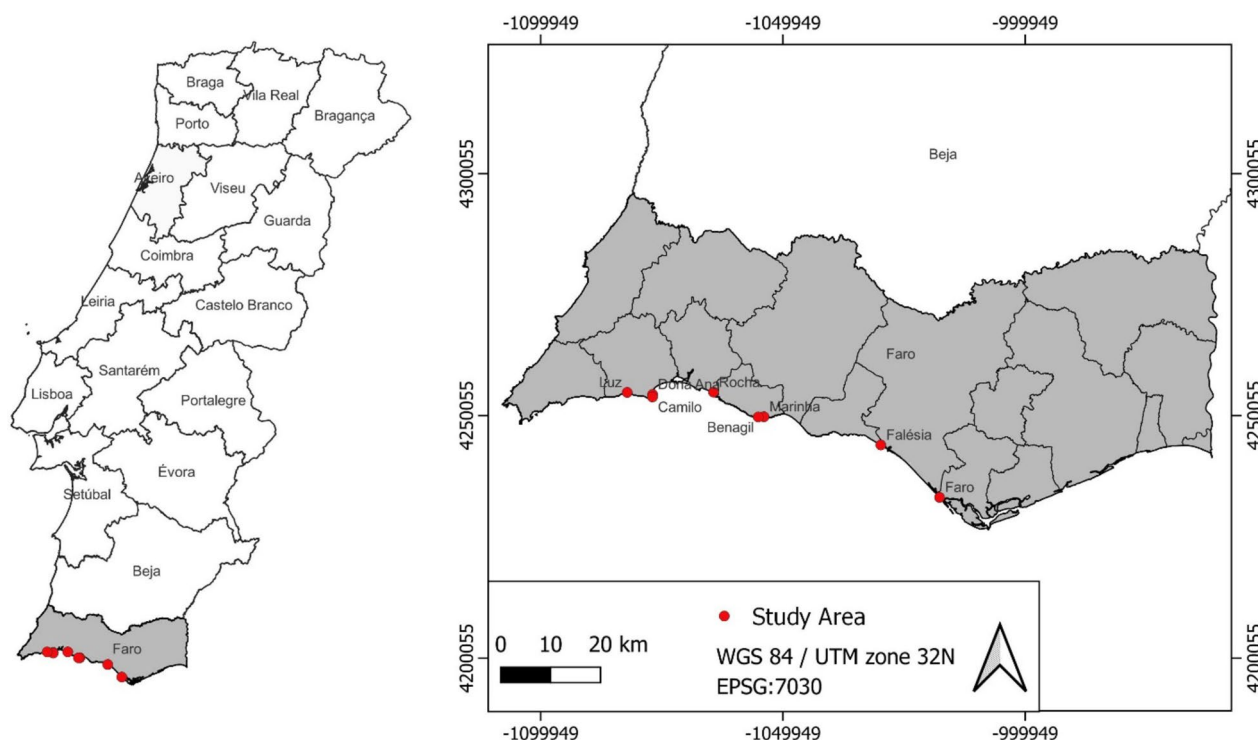 Braga
Vila Real
Bragança
Porto
Aveiro
Viseu
Guarda
Coimbra
Leiria
Castelo Branco
Santarém
Lisboa
Portalegre
Évora
Setúbal
Beja
Faro
-1099949 -1049949 -999949
4300055 4300055
Beja
Faro
Luz
Dona Ana
Rocha
Camilo
Marinha
Benagil
4250055 4250055
Falésia
Faro
Study Area
0 10 20 km
WGS 84 / UTM zone 32N
EPSG:7030
4200055 4200055
-1099949 -1049949 -999949